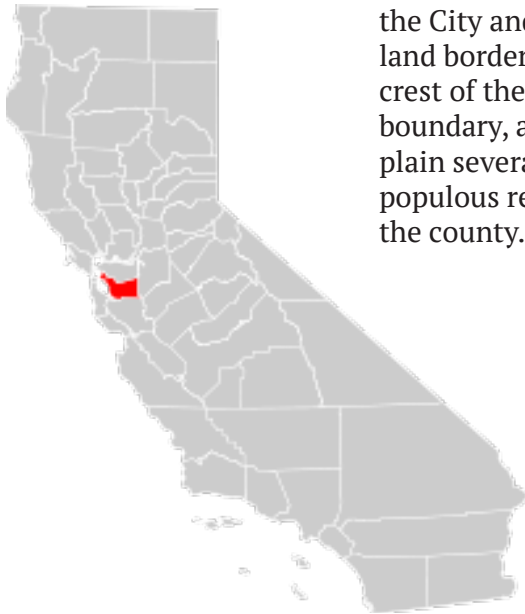 the City and
land border
crest of the
boundary, a
plain severa
populous re
the county.